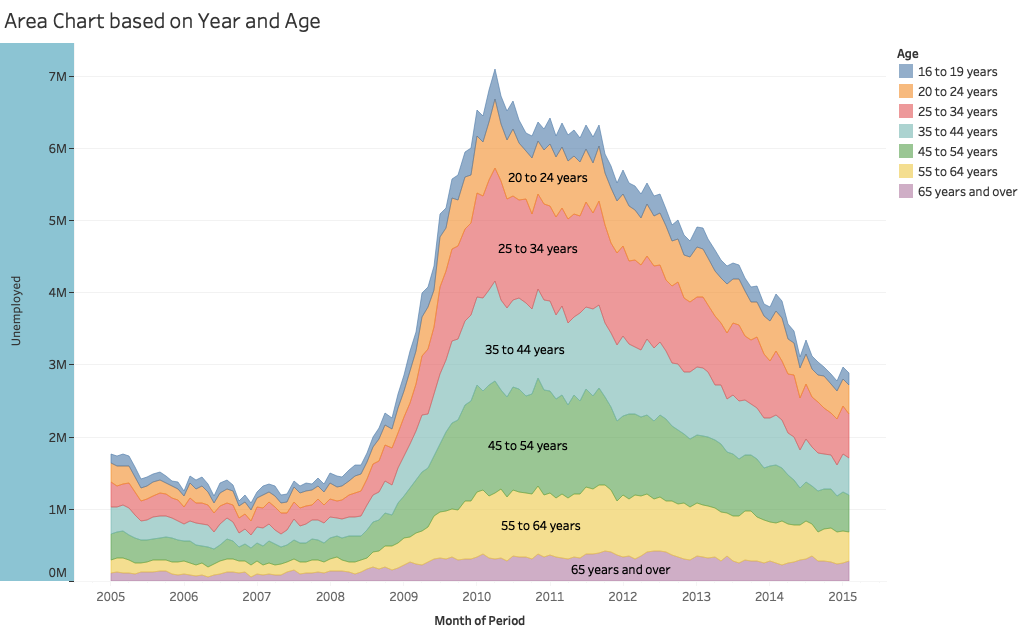 Area Chart based on Year and Age
Age
16 to 19 years
20 to 24 years
25 to 34 years
35 to 44 years
45 to 54 years
55 to 64 years
65 years and over
Unemployed
7M
6M
5M
4M
3M
2M
1M
0M
20 to 24 years
25 to 34 years
35 to 44 years
45 to 54 years
55 to 64 years
65 years and over
2005 2006 2007 2008 2009 2010 2011 2012 2013 2014 2015
Month of Period